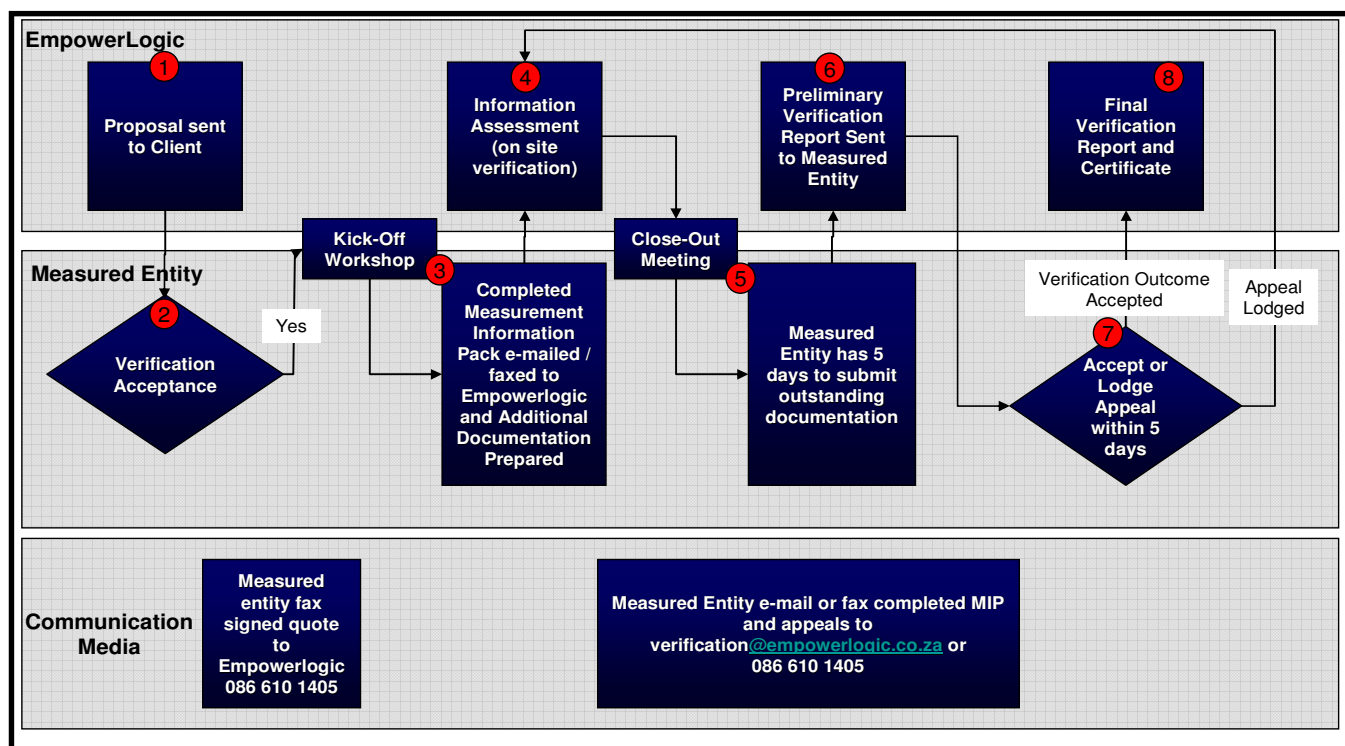 EmpowerLogic
1
Proposal sent
to Client
4
Information
Assessment
(on site
verification)
6
Preliminary
Verification
Report Sent
to Measured
Entity
8
Final
Verification
Report and
Certificate
Kick-Off
Workshop
Close-Out
Meeting
Measured Entity
2
Verification
Acceptance
Yes
3
Completed
Measurement
Information
Pack e-mailed /
faxed to
Empowerlogic
and Additional
Documentation
Prepared
5
Measured
Entity has 5
days to submit
outstanding
documentation
Verification Outcome
Accepted
Appeal
Lodged
7
Accept or
Lodge
Appeal
within 5
days
Communication
Media
Measured
entity fax
signed quote
to
Empowerlogic
086 610 1405
Measured Entity e-mail or fax completed MIP
and appeals to
verification@empowerlogic.co.za or
086 610 1405